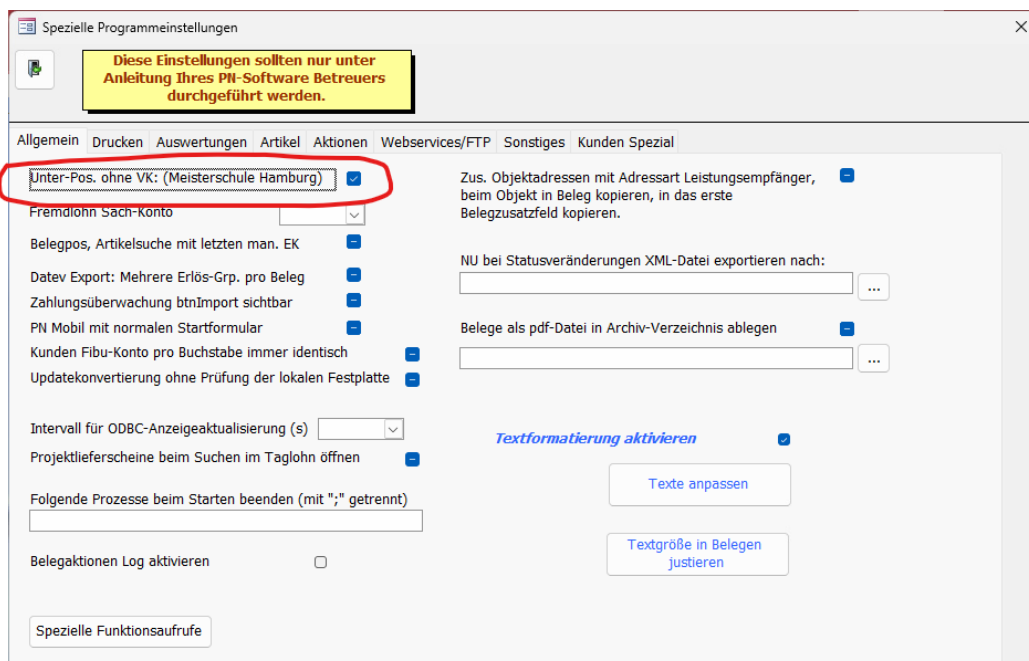 Spezielle Programmeinstellungen
Diese Einstellungen sollten nur unter
Anleitung Ihres PN-Software Betreuers
durchgeführt werden.
Allgemein Drucken Auswertungen Artikel Aktionen Webservices/FTP Sonstiges Kunden Spezial
Unter-Pos. ohne VK: (Meisterschule Hamburg)
Fremdlohn Sach-Konto
Belegpos, Artikelsuche mit letzten man. EK
Datev Export: Mehrere Erlös-Grp. pro Beleg
Zahlungsüberwachung btnImport sichtbar
PN Mobil mit normalen Startformular
Kunden Fibu-Konto pro Buchstabe immer identisch
Updatekonvertierung ohne Prüfung der lokalen Festplatte
Intervall für ODBC-Anzeigeaktualisierung (s)
Projektlieferscheine beim Suchen im Taglohn öffnen
Folgende Prozesse beim Starten beenden (mit ";" getrennt)
Belegaktionen Log aktivieren
Spezielle Funktionsaufrufe
Zus. Objektadressen mit Adressart Leistungsempfänger,
beim Objekt in Beleg kopieren, in das erste
Belegzusatzfeld kopieren.
NU bei Statusveränderungen XML-Datei exportieren nach:
...
Belege als pdf-Datei in Archiv-Verzeichnis ablegen
...
Textformatierung aktivieren
Texte anpassen
Textgröße in Belegen
justieren